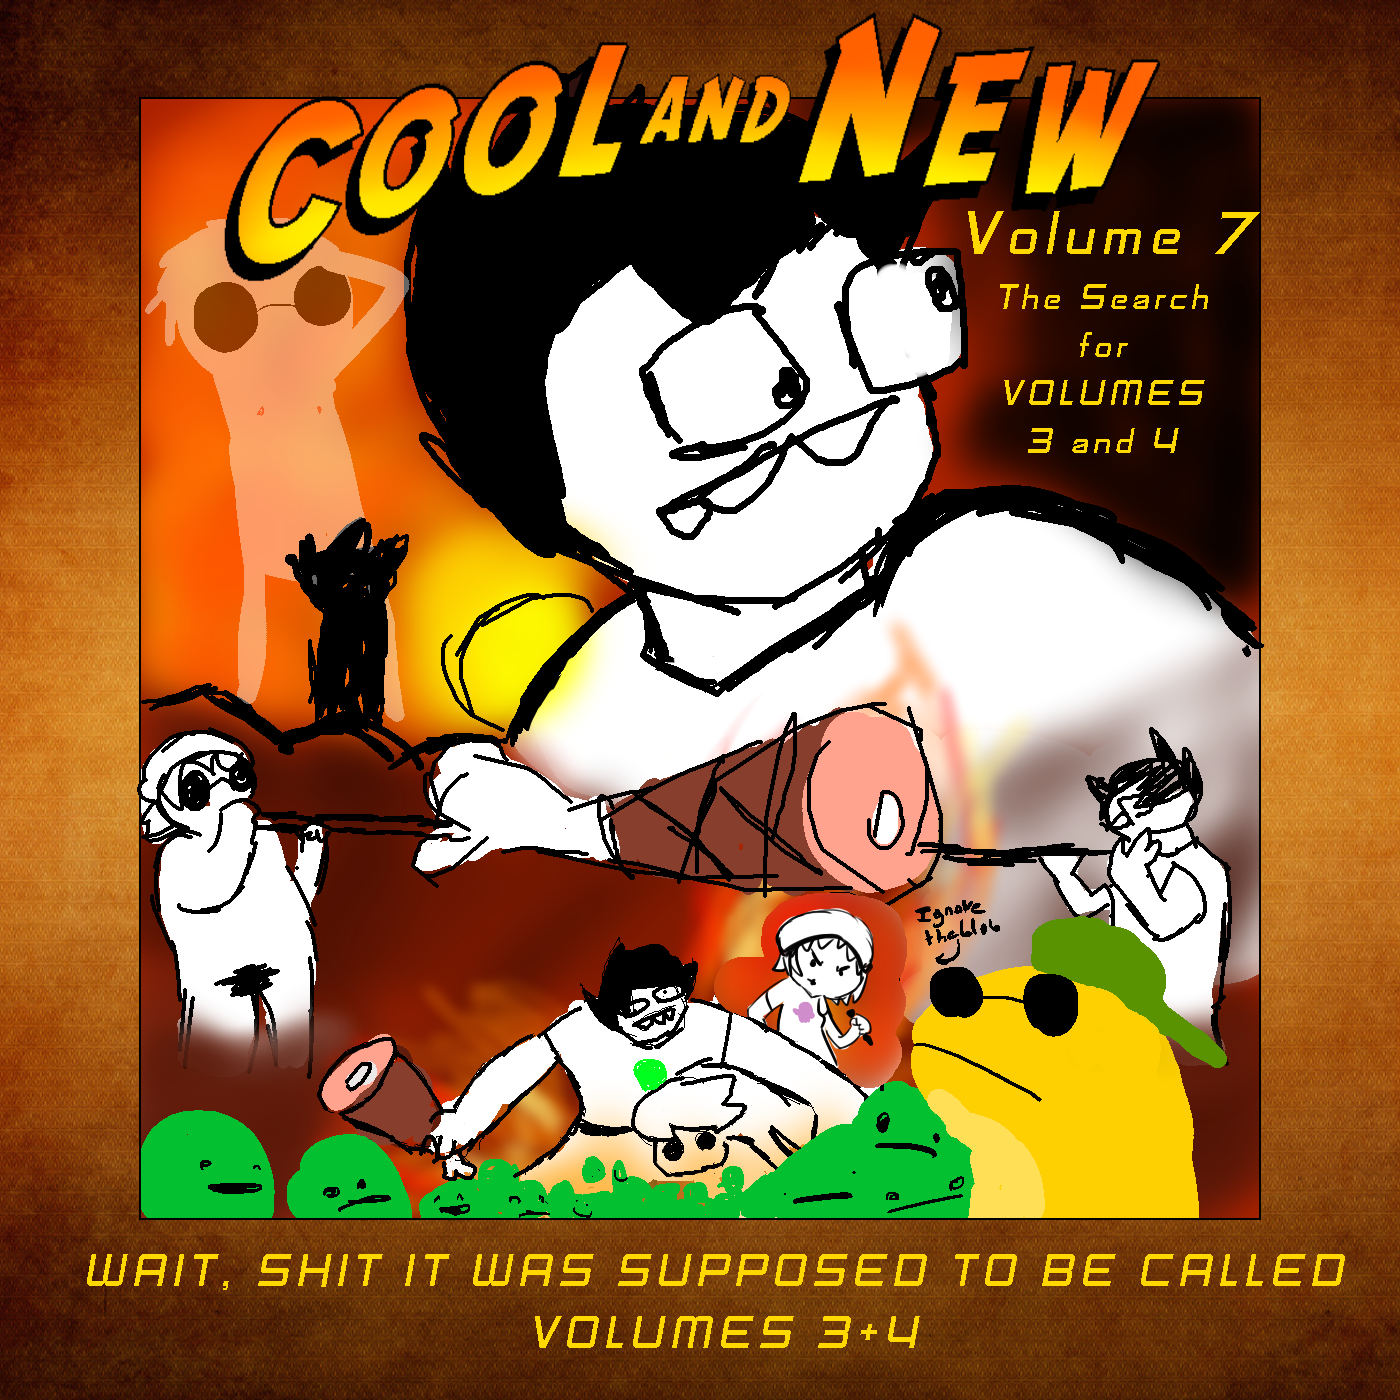 COOL AND NEW
Volume 7
The Search
for
VOLUMES
3 and 4
Ignore
the blob
WAIT, SHIT IT WAS SUPPOSED TO BE CALLED
VOLUMES 3+4